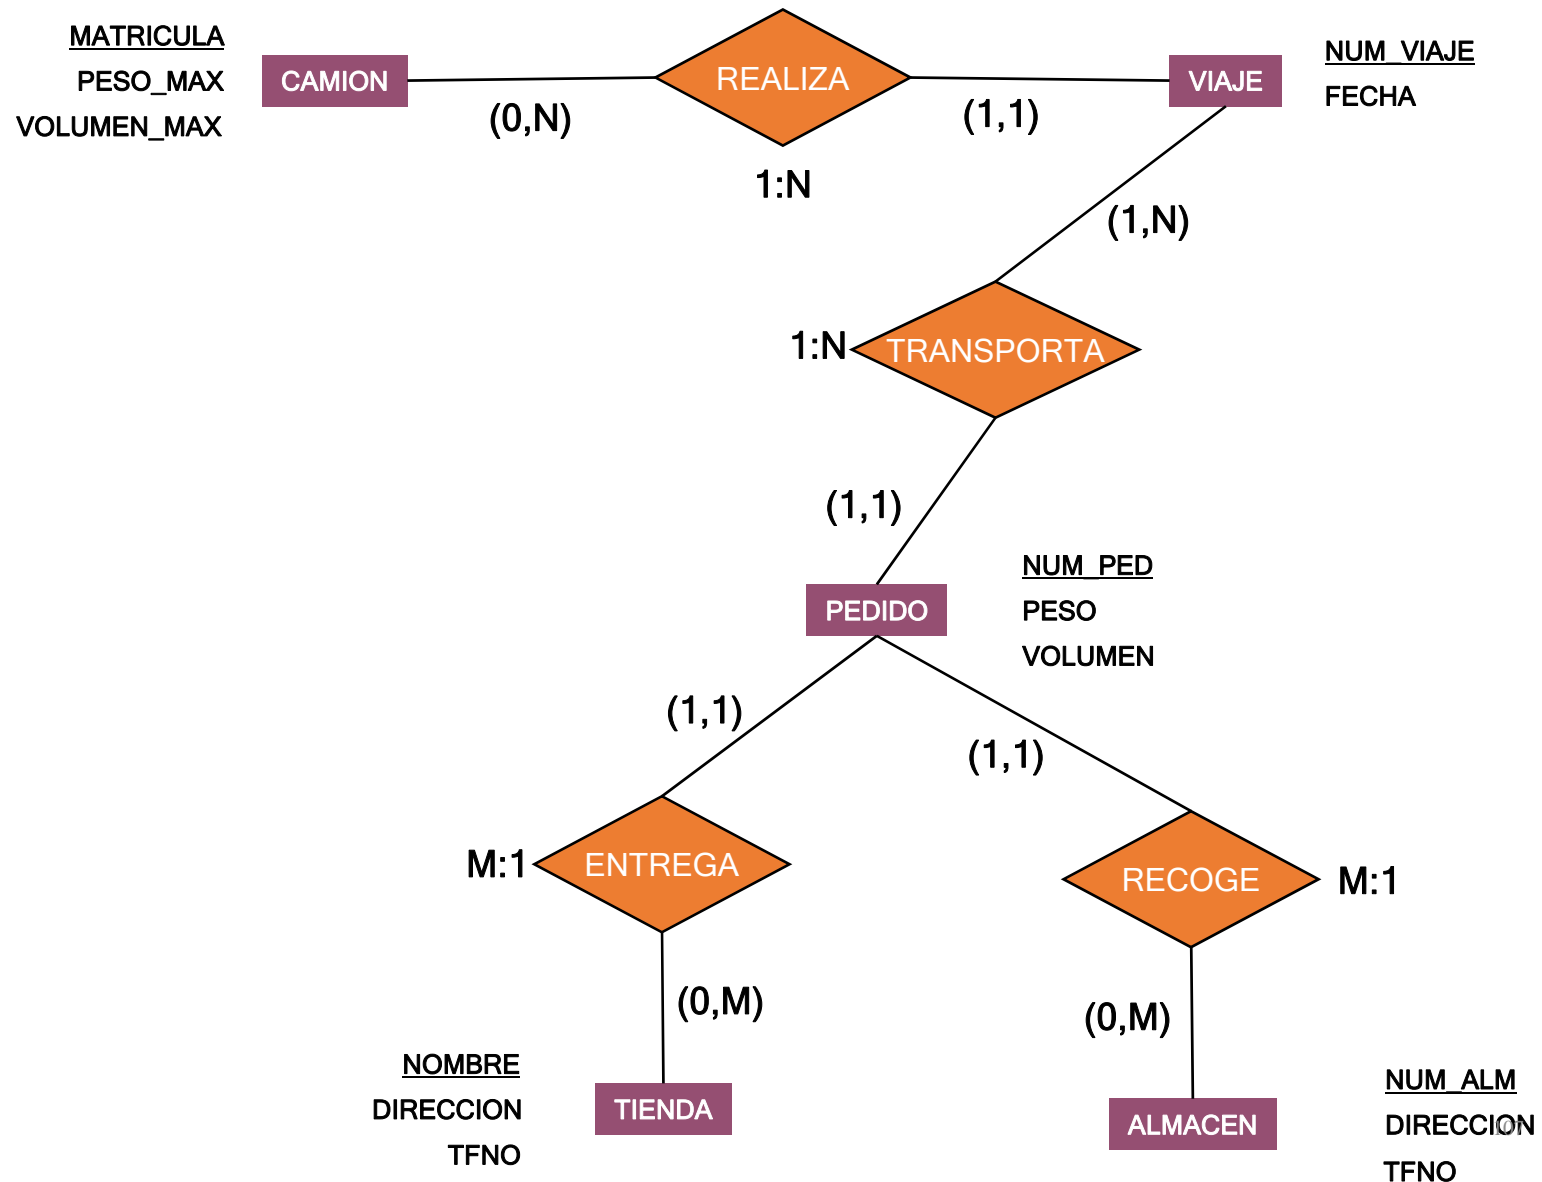 MATRICULA
PESO_MAX
VOLUMEN_MAX
CAMION
(0,N)
REALIZA
1:N
(1,1)
VIAJE
NUM_VIAJE
FECHA
(1,N)
1:N
TRANSPORTA
(1,1)
PEDIDO
NUM_PED
PESO
VOLUMEN
(1,1)
(1,1)
M:1
ENTREGA
RECOGE
M:1
(0,M)
(0,M)
NOMBRE
DIRECCION
TFNO
TIENDA
ALMACEN
NUM_ALM
DIRECCION
107
TFNO